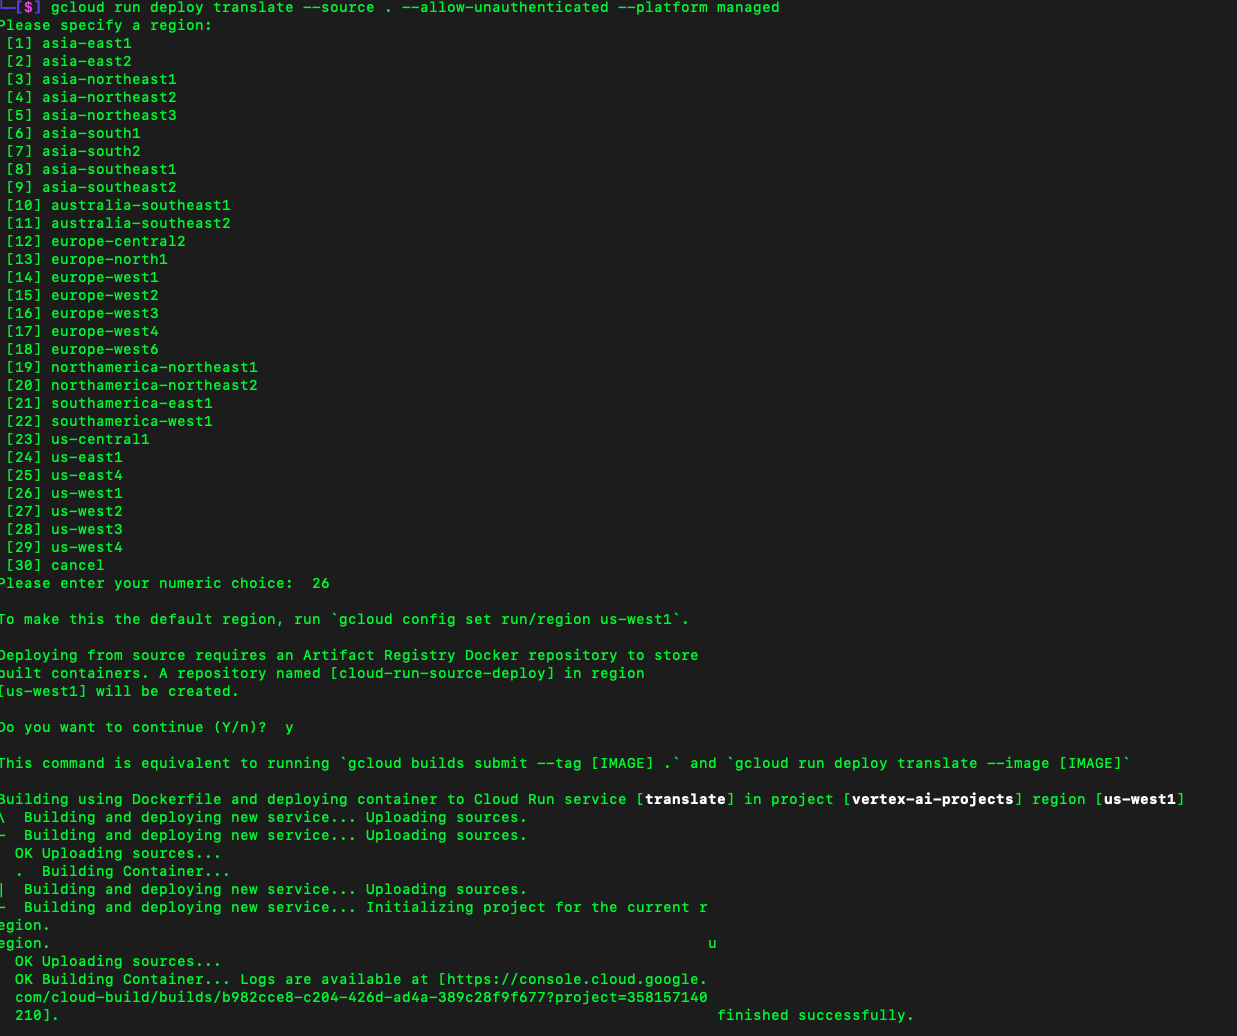 └─[$] gcloud run deploy translate --source . --allow-unauthenticated --platform managed
Please specify a region:
[1] asia-east1
[2] asia-east2
[3] asia-northeast1
[4] asia-northeast2
[5] asia-northeast3
[6] asia-south1
[7] asia-south2
[8] asia-southeast1
[9] asia-southeast2
[10] australia-southeast1
[11] australia-southeast2
[12] europe-central2
[13] europe-north1
[14] europe-west1
[15] europe-west2
[16] europe-west3
[17] europe-west4
[18] europe-west6
[19] northamerica-northeast1
[20] northamerica-northeast2
[21] southamerica-east1
[22] southamerica-west1
[23] us-central1
[24] us-east1
[25] us-east4
[26] us-west1
[27] us-west2
[28] us-west3
[29] us-west4
[30] cancel
Please enter your numeric choice:  26
To make this the default region, run `gcloud config set run/region us-west1`.
Deploying from source requires an Artifact Registry Docker repository to store
built containers. A repository named [cloud-run-source-deploy] in region
[us-west1] will be created.
Do you want to continue (Y/n)?  y
This command is equivalent to running `gcloud builds submit --tag [IMAGE] .` and `gcloud run deploy translate --image [IMAGE]`
Building using Dockerfile and deploying container to Cloud Run service [translate] in project [vertex-ai-projects] region [us-west1]
\  Building and deploying new service... Uploading sources.
-  Building and deploying new service... Uploading sources.
OK Uploading sources...
.  Building Container...
|  Building and deploying new service... Uploading sources.
-  Building and deploying new service... Initializing project for the current r
egion.
egion. u
OK Uploading sources...
OK Building Container... Logs are available at [https://console.cloud.google.
com/cloud-build/builds/b982cce8-c204-426d-ad4a-389c28f9f677?project=358157140
210]. finished successfully.